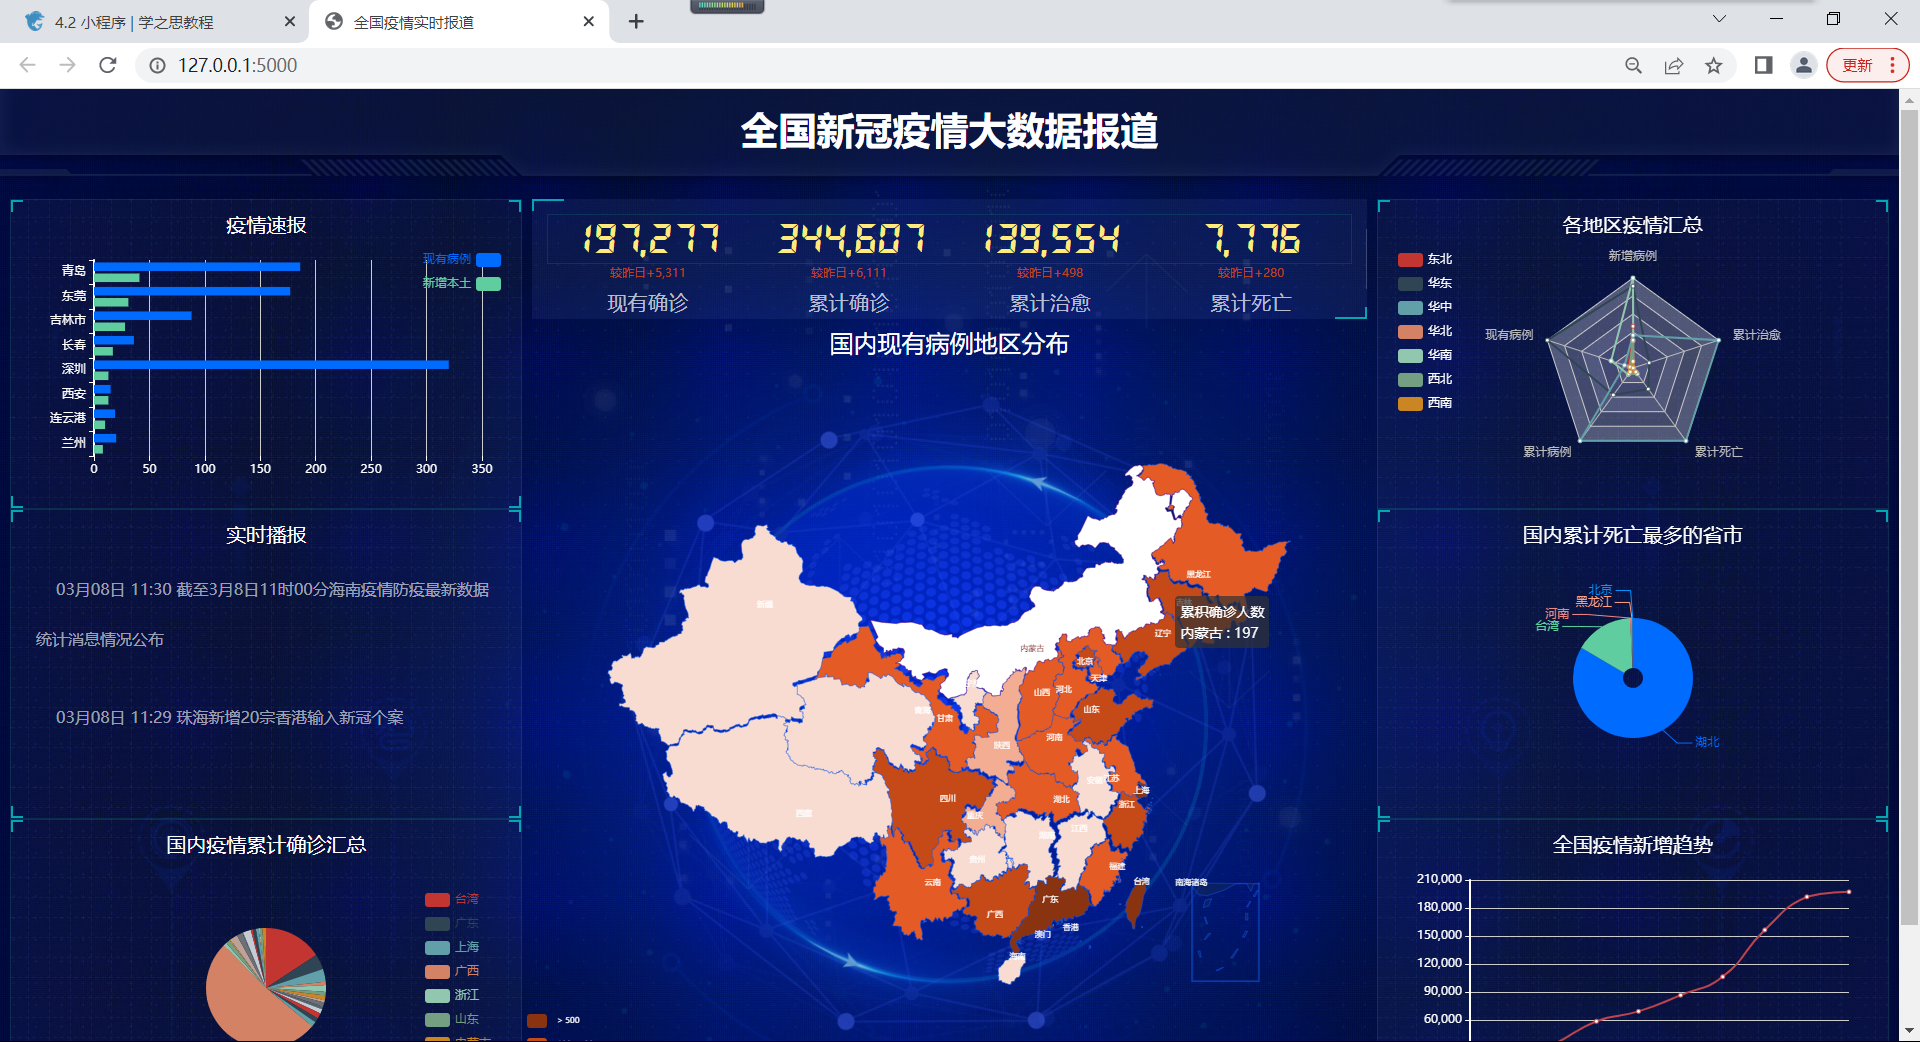 4.2 小程序 | 学之思教程
全国疫情实时报道
127.0.0.1:5000
更新
全国新冠疫情大数据报道
疫情速报
现有病例
新增本土
青岛
东莞
吉林市
长春
深圳
西安
连云港
兰州
0 50 100 150 200 250 300 350
实时播报
03月08日 11:30 截至3月8日11时00分海南疫情防疫最新数据
统计消息情况公布
03月08日 11:29 珠海新增20宗香港输入新冠个案
国内疫情累计确诊汇总
台湾
广东
上海
广西
浙江
山东
内蒙古
197,277 344,607 139,554 7,776
较昨日+5,311 较昨日+6,111 较昨日+498 较昨日+280
现有确诊 累计确诊 累计治愈 累计死亡
国内现有病例地区分布
黑龙江
吉林
累积确诊人数
内蒙古 : 197
新疆
辽宁
内蒙古
北京
天津
山西
河北
青海
甘肃
山东
陕西
河南
西藏
四川
重庆
湖北
安徽
江苏
上海
浙江
湖南
江西
贵州
福建
云南
广西
广东
台湾
南海诸岛
澳门
香港
海南
> 500
各地区疫情汇总
东北
华东
华中
华北
华南
西北
西南
新增病例
现有病例
累计治愈
累计病例
累计死亡
国内累计死亡最多的省市
北京
黑龙江
河南
台湾
湖北
全国疫情新增趋势
210,000
180,000
150,000
120,000
90,000
60,000